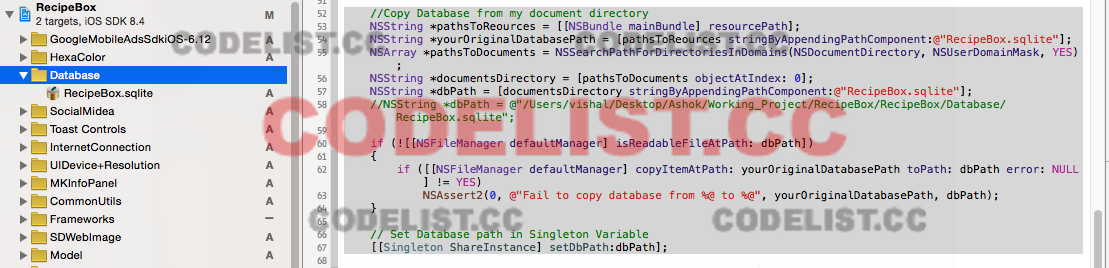 RecipeBox M
2 targets, iOS SDK 8.4
GoogleMobileAdsSdkiOS-6.12 A
HexaColor A
Database A
RecipeBox.sqlite A
SocialMidea A
Toast Controls A
InternetConnection A
UIDevice+Resolution A
MKInfoPanel A
CommonUtils A
Frameworks –
SDWebImage A
Model A
51
52 //Copy Database from my document directory
53 NSString *pathsToReources = [[NSBundle mainBundle] resourcePath];
54 NSString *yourOriginalDatabasePath = [pathsToReources stringByAppendingPathComponent:@"RecipeBox.sqlite"];
55 NSArray *pathsToDocuments = NSSearchPathForDirectoriesInDomains(NSDocumentDirectory, NSUserDomainMask, YES)
;
56 NSString *documentsDirectory = [pathsToDocuments objectAtIndex: 0];
57 NSString *dbPath = [documentsDirectory stringByAppendingPathComponent:@"RecipeBox.sqlite"];
58 //NSString *dbPath = @"/Users/vishal/Desktop/Ashok/Working_Project/RecipeBox/RecipeBox/Database/
RecipeBox.sqlite";
59
60 if (![[NSFileManager defaultManager] isReadableFileAtPath: dbPath])
61 {
62 if ([[NSFileManager defaultManager] copyItemAtPath: yourOriginalDatabasePath toPath: dbPath error: NULL
] != YES)
63 NSAssert2(0, @"Fail to copy database from %@ to %@", yourOriginalDatabasePath, dbPath);
64 }
65
66 // Set Database path in Singleton Variable
67 [[Singleton ShareInstance] setDbPath:dbPath];
68
CODELIST.CC
CODELIST.CC
CODELIST.CC
CODELIST.CC
CODELIST.CC